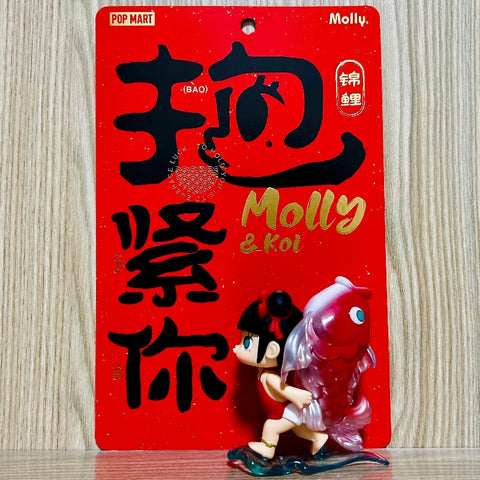 POP MART
Molly.
抱
(BAO)
锦鲤
Molly
& Koi
紧
你